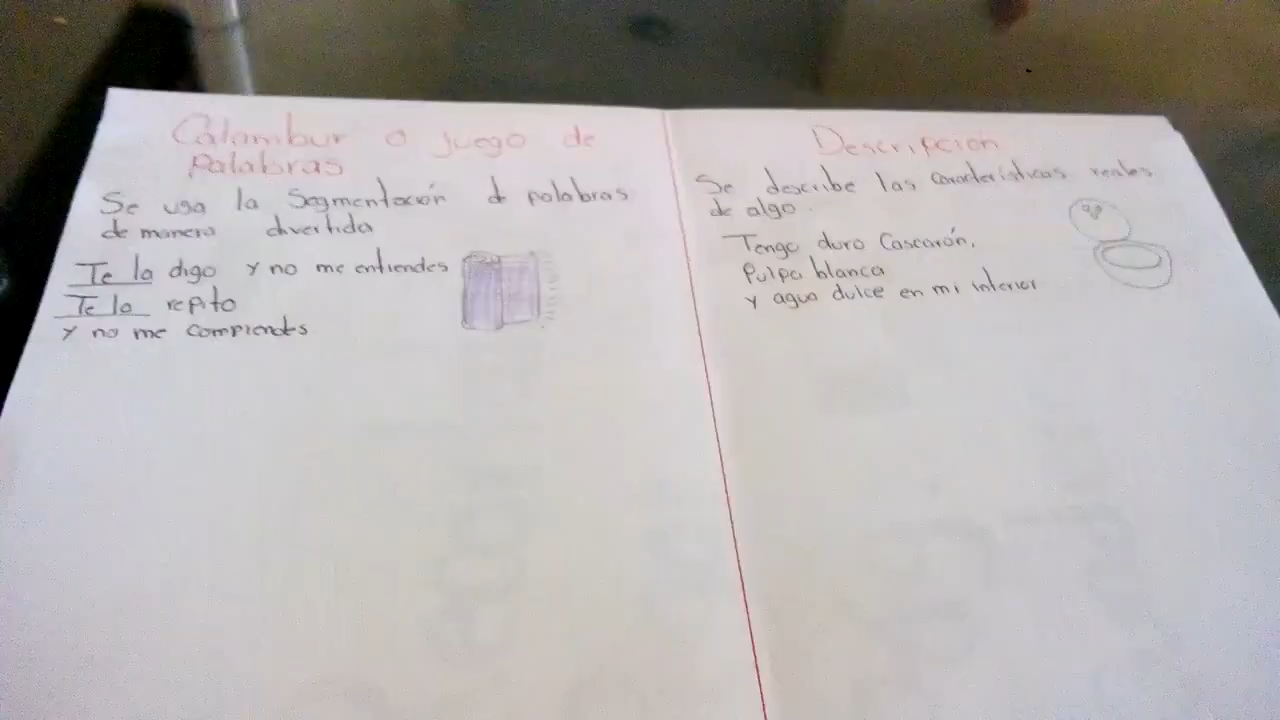 Calambur o juego de
Palabras
Se usa la Segmentación d palabras
de manera divertida
Te la digo y no me entiendes
Te la repito
y no me compiendes
Descripción
Se describe las características reales
de algo.
Tengo duro Cascarón,
Pulpa blanca
y agua dulce en mi interior